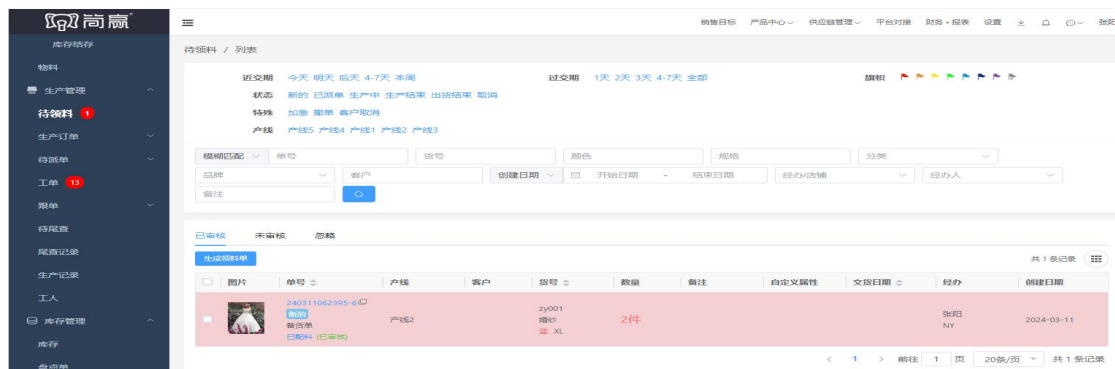 简赢
销售目标 产品中心 供应链管理 平台对接 财务·报表 设置 张阳
库存结存
物料
生产管理
待领料 1
生产订单
待派单
工单 13
跟单
待尾查
尾查记录
生产记录
工人
库存管理
库存
盘点单
待领料 / 列表
近交期 今天 明天 后天 4-7天 本周 过交期 1天 2天 3天 4-7天 全部 旗帜
状态 新的 已派单 生产中 生产结束 出货结束 取消
特殊 加急 撤单 客户取消
产线 产线5 产线4 产线1 产线2 产线3
模糊匹配 单号 货号 颜色 规格 分类
品牌 客户 创建日期 开始日期 - 结束日期 经办/店铺 经办人
备注
已审核 未审核 忽略
生成领料单 共 1 条记录
图片 单号 产线 客户 货号 数量 备注 自定义属性 交货日期 经办 创建日期
240311062395-6
新的
备货单
已配料 (已审核)
产线2
zy001
婚纱
XL
2件
张阳
NY
2024-03-11
< 1 > 前往 1 页 20条/页 共 1 条记录